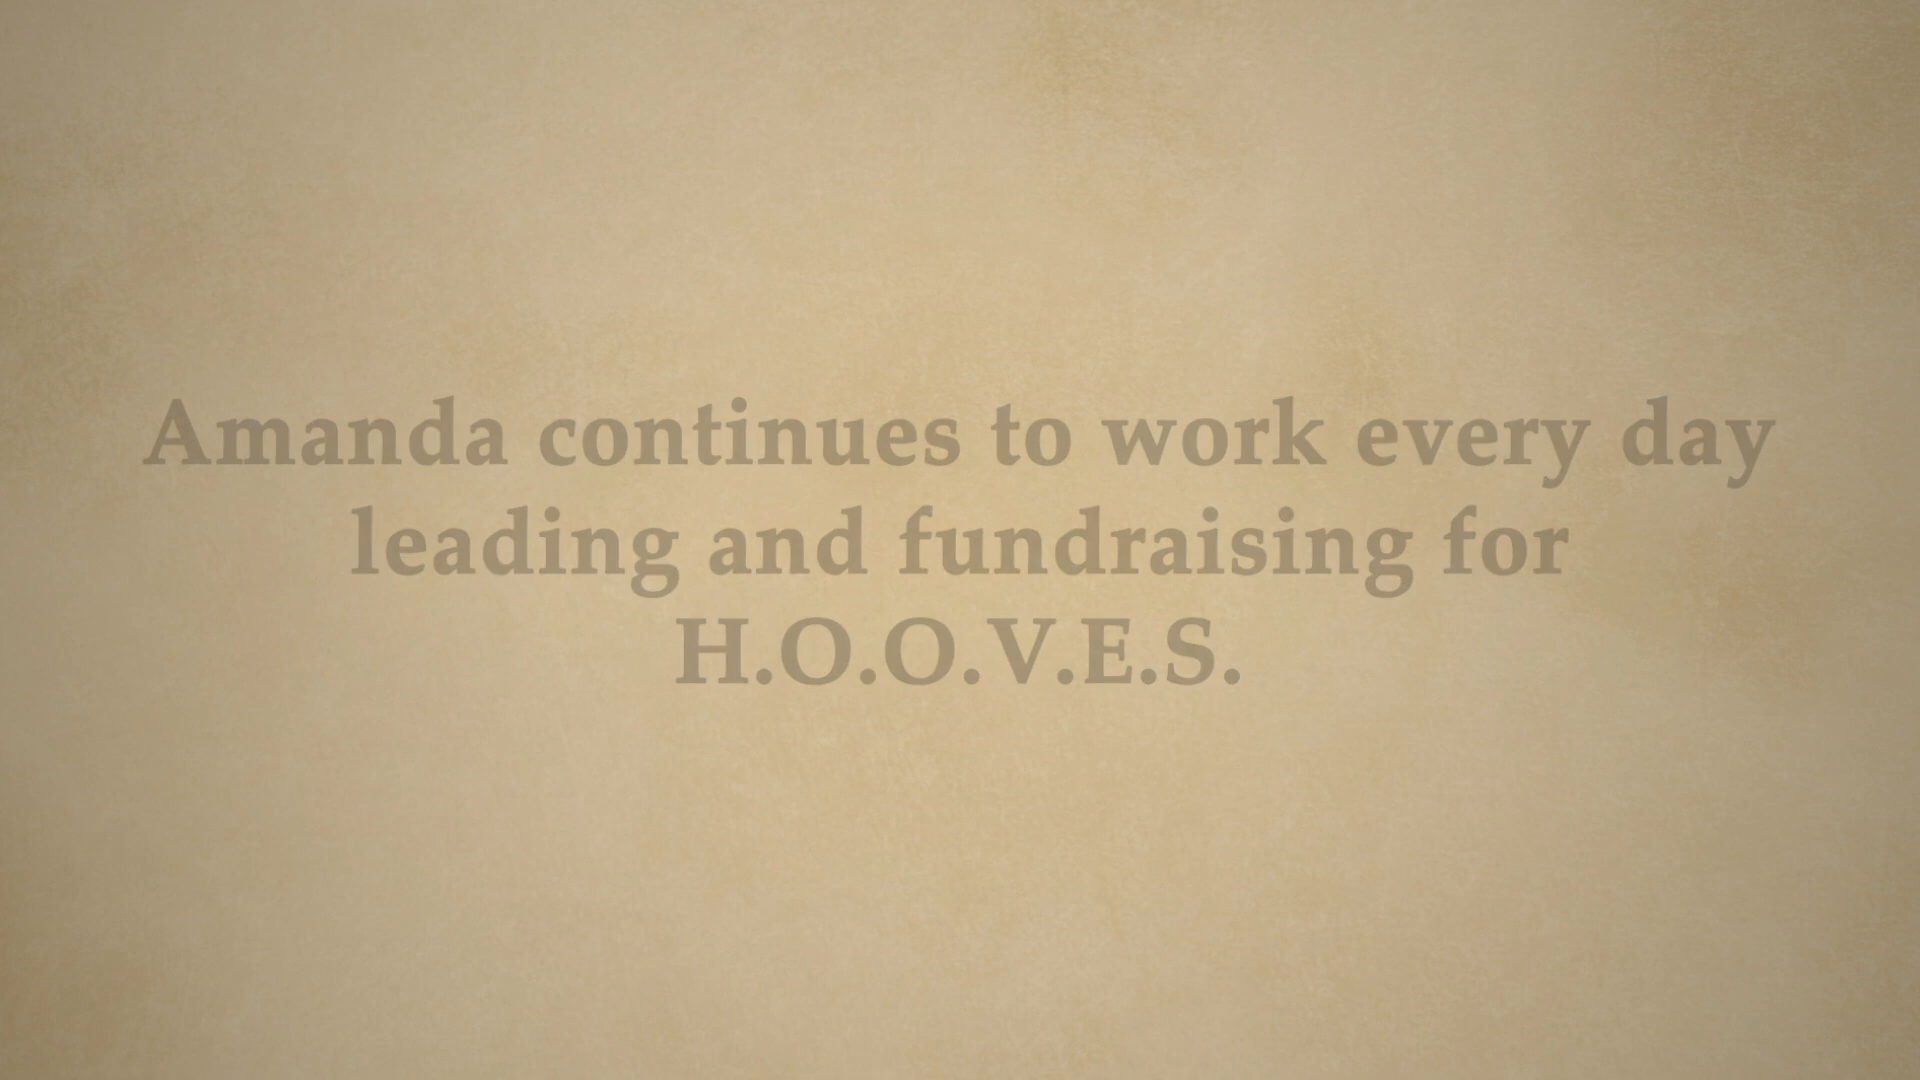 Amanda continues to work every day
leading and fundraising for
H.O.O.V.E.S.